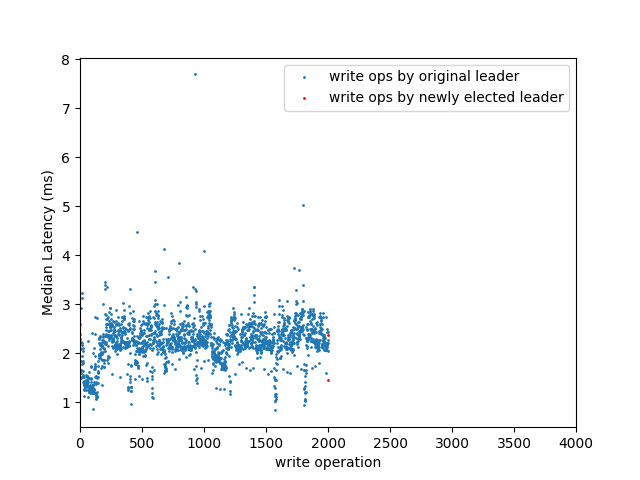 write ops by original leader
write ops by newly elected leader
8
7
6
5
4
3
2
1
Median Latency (ms)
0 500 1000 1500 2000 2500 3000 3500 4000
write operation